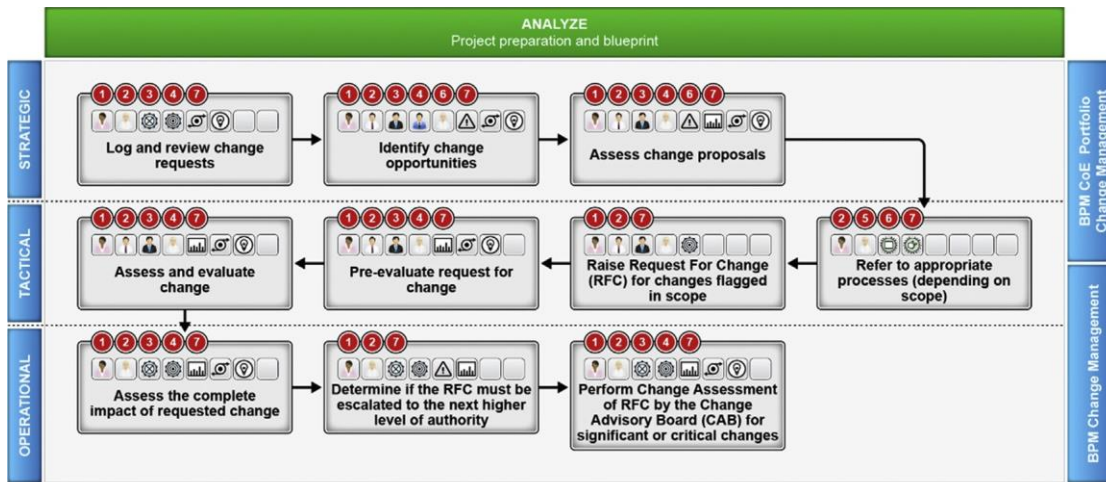 ANALYZE
Project preparation and blueprint
STRATEGIC
1 2 3 4 7
Log and review change
requests
1 2 3 4 6 7
Identify change
opportunities
1 2 3 4 6 7
Assess change proposals
BPM CoE Portfolio
Change Management
TACTICAL
1 2 3 4 7
Assess and evaluate
change
1 2 3 4 7
Pre-evaluate request for
change
1 2 7
Raise Request For Change
(RFC) for changes flagged
in scope
2 5 6 7
Refer to appropriate
processes (depending on
scope)
BPM Change Management
OPERATIONAL
1 2 3 4 7
Assess the complete
impact of requested change
1 2 7
Determine if the RFC must be
escalated to the next higher
level of authority
1 2 3 4 7
Perform Change Assessment
of RFC by the Change
Advisory Board (CAB) for
significant or critical changes